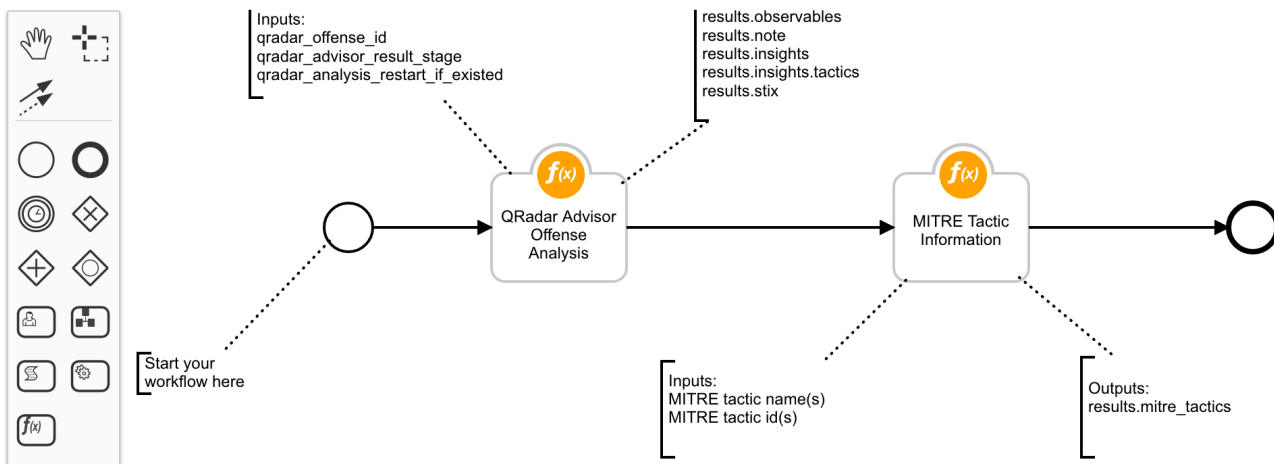 Inputs:
qradar_offense_id
qradar_advisor_result_stage
qradar_analysis_restart_if_existed
results.observables
results.note
results.insights
results.insights.tactics
results.stix
f(x)
QRadar Advisor
Offense
Analysis
f(x)
MITRE Tactic
Information
Start your
workflow here
Inputs:
MITRE tactic name(s)
MITRE tactic id(s)
Outputs:
results.mitre_tactics
f(x)